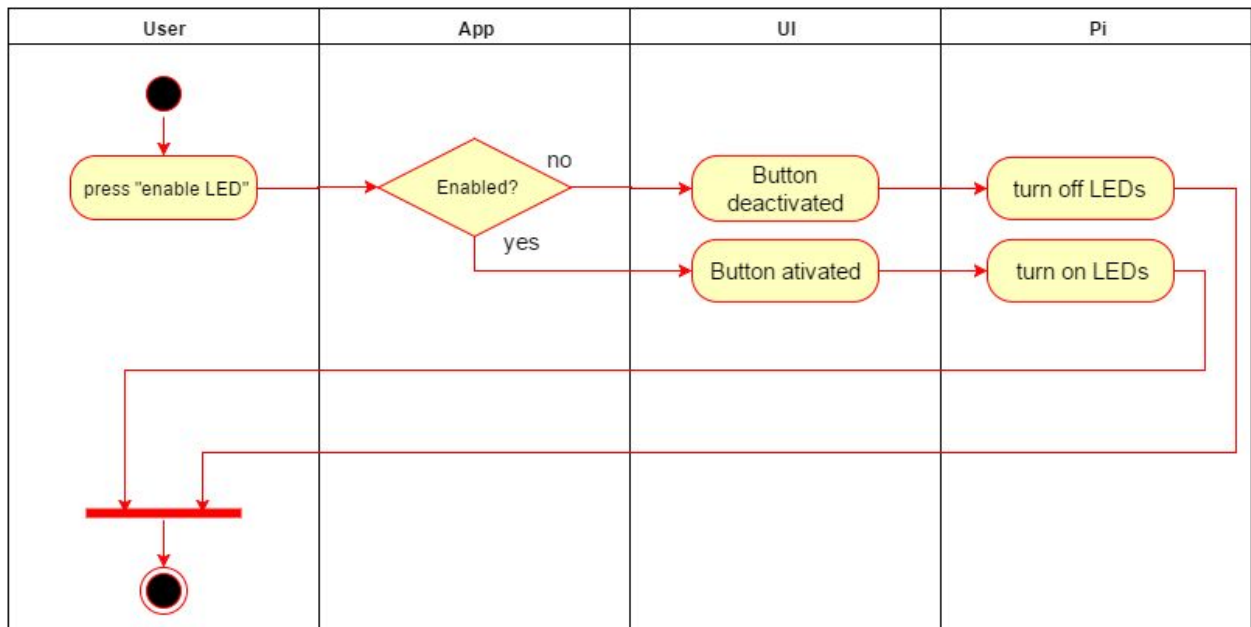 User
App
UI
Pi
press "enable LED"
Enabled?
no
yes
Button
deactivated
turn off LEDs
Button ativated
turn on LEDs